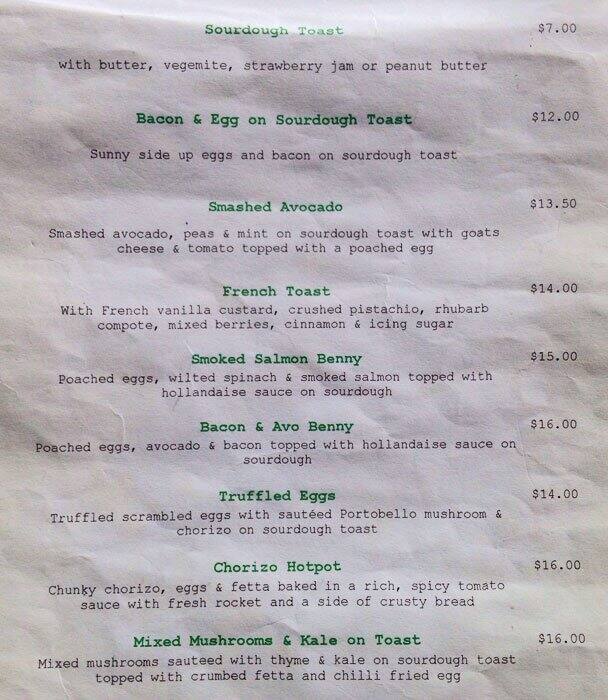 Sourdough Toast $7.00
with butter, vegemite, strawberry jam or peanut butter
Bacon & Egg on Sourdough Toast $12.00
Sunny side up eggs and bacon on sourdough toast
Smashed Avocado $13.50
Smashed avocado, peas & mint on sourdough toast with goats
cheese & tomato topped with a poached egg
French Toast $14.00
With French vanilla custard, crushed pistachio, rhubarb
compote, mixed berries, cinnamon & icing sugar
Smoked Salmon Benny $15.00
Poached eggs, wilted spinach & smoked salmon topped with
hollandaise sauce on sourdough
Bacon & Avo Benny $16.00
Poached eggs, avocado & bacon topped with hollandaise sauce on
sourdough
Truffled Eggs $14.00
Truffled scrambled eggs with sautéed Portobello mushroom &
chorizo on sourdough toast
Chorizo Hotpot $16.00
Chunky chorizo, eggs & fetta baked in a rich, spicy tomato
sauce with fresh rocket and a side of crusty bread
Mixed Mushrooms & Kale on Toast $16.00
Mixed mushrooms sauteed with thyme & kale on sourdough toast
topped with crumbed fetta and chilli fried egg